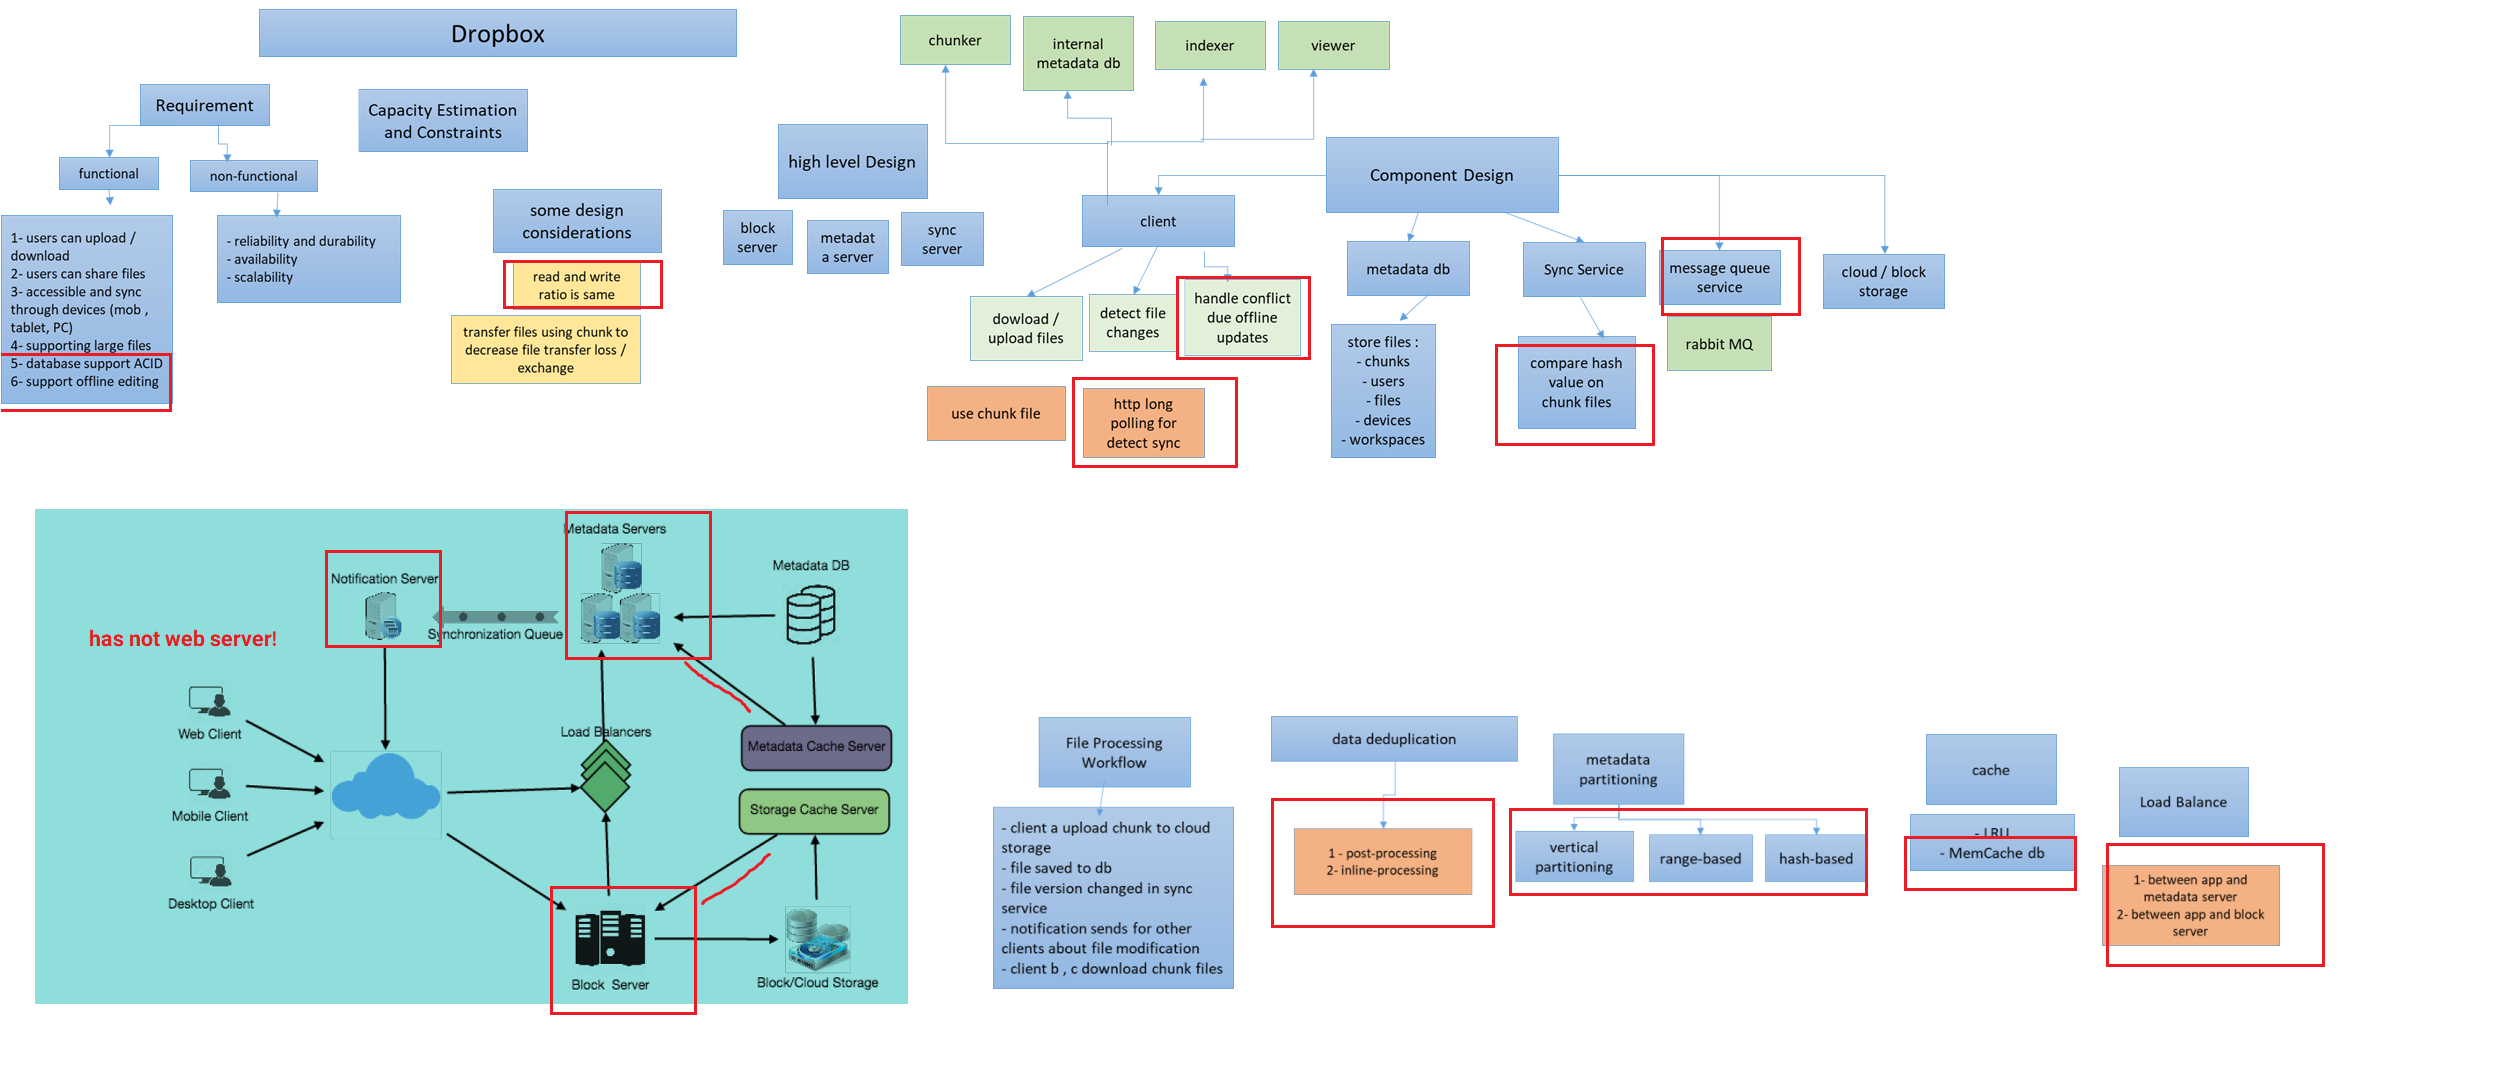 Dropbox
Requirement
functional
non-functional
1- users can upload /
download
2- users can share files
3- accessible and sync
through devices (mob ,
tablet, PC)
4- supporting large files
5- database support ACID
6- support offline editing
- reliability and durability
- availability
- scalability
Capacity Estimation
and Constraints
some design
considerations
read and write
ratio is same
transfer files using chunk to
decrease file transfer loss /
exchange
high level Design
block
server
metadat
a server
sync
server
chunker
internal
metadata db
indexer
viewer
Component Design
client
dowload /
upload files
detect file
changes
handle conflict
due offline
updates
use chunk file
http long
polling for
detect sync
metadata db
store files :
- chunks
- users
- files
- devices
- workspaces
Sync Service
compare hash
value on
chunk files
message queue
service
rabbit MQ
cloud / block
storage
has not web server!
Notification Server
Synchronization Queue
Metadata Servers
Metadata DB
Web Client
Mobile Client
Desktop Client
Load Balancers
Metadata Cache Server
Storage Cache Server
Block Server
Block/Cloud Storage
File Processing
Workflow
- client a upload chunk to cloud
storage
- file saved to db
- file version changed in sync
service
- notification sends for other
clients about file modification
- client b , c download chunk files
data deduplication
1 - post-processing
2- inline-processing
metadata
partitioning
vertical
partitioning
range-based
hash-based
cache
- LRU
- MemCache db
Load Balance
1- between app and
metadata server
2- between app and block
server